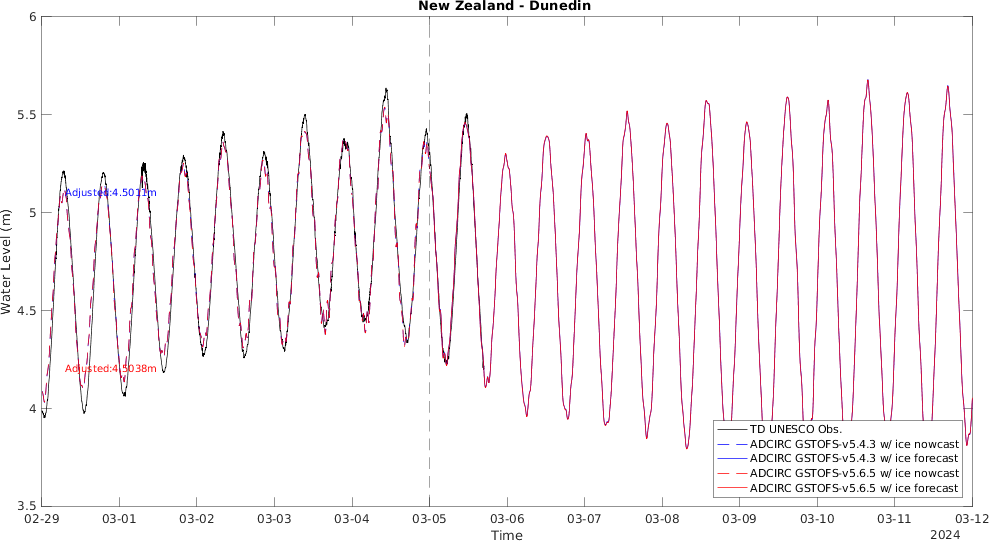 New Zealand - Dunedin
6
5.5
5
4.5
4
3.5
Water Level (m)
Adjusted:4.5011m
Adjusted:4.5038m
TD UNESCO Obs.
ADCIRC GSTOFS-v5.4.3 w/ ice nowcast
ADCIRC GSTOFS-v5.4.3 w/ ice forecast
ADCIRC GSTOFS-v5.6.5 w/ ice nowcast
ADCIRC GSTOFS-v5.6.5 w/ ice forecast
02-29 03-01 03-02 03-03 03-04 03-05 03-06 03-07 03-08 03-09 03-10 03-11 03-12
Time
2024